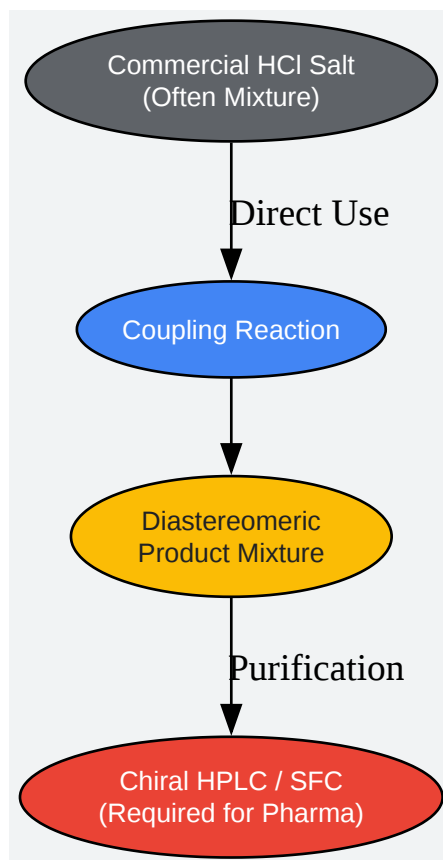 Commercial HCl Salt
(Often Mixture)
Direct Use
Coupling Reaction
Diastereomeric
Product Mixture
Purification
Chiral HPLC / SFC
(Required for Pharma)